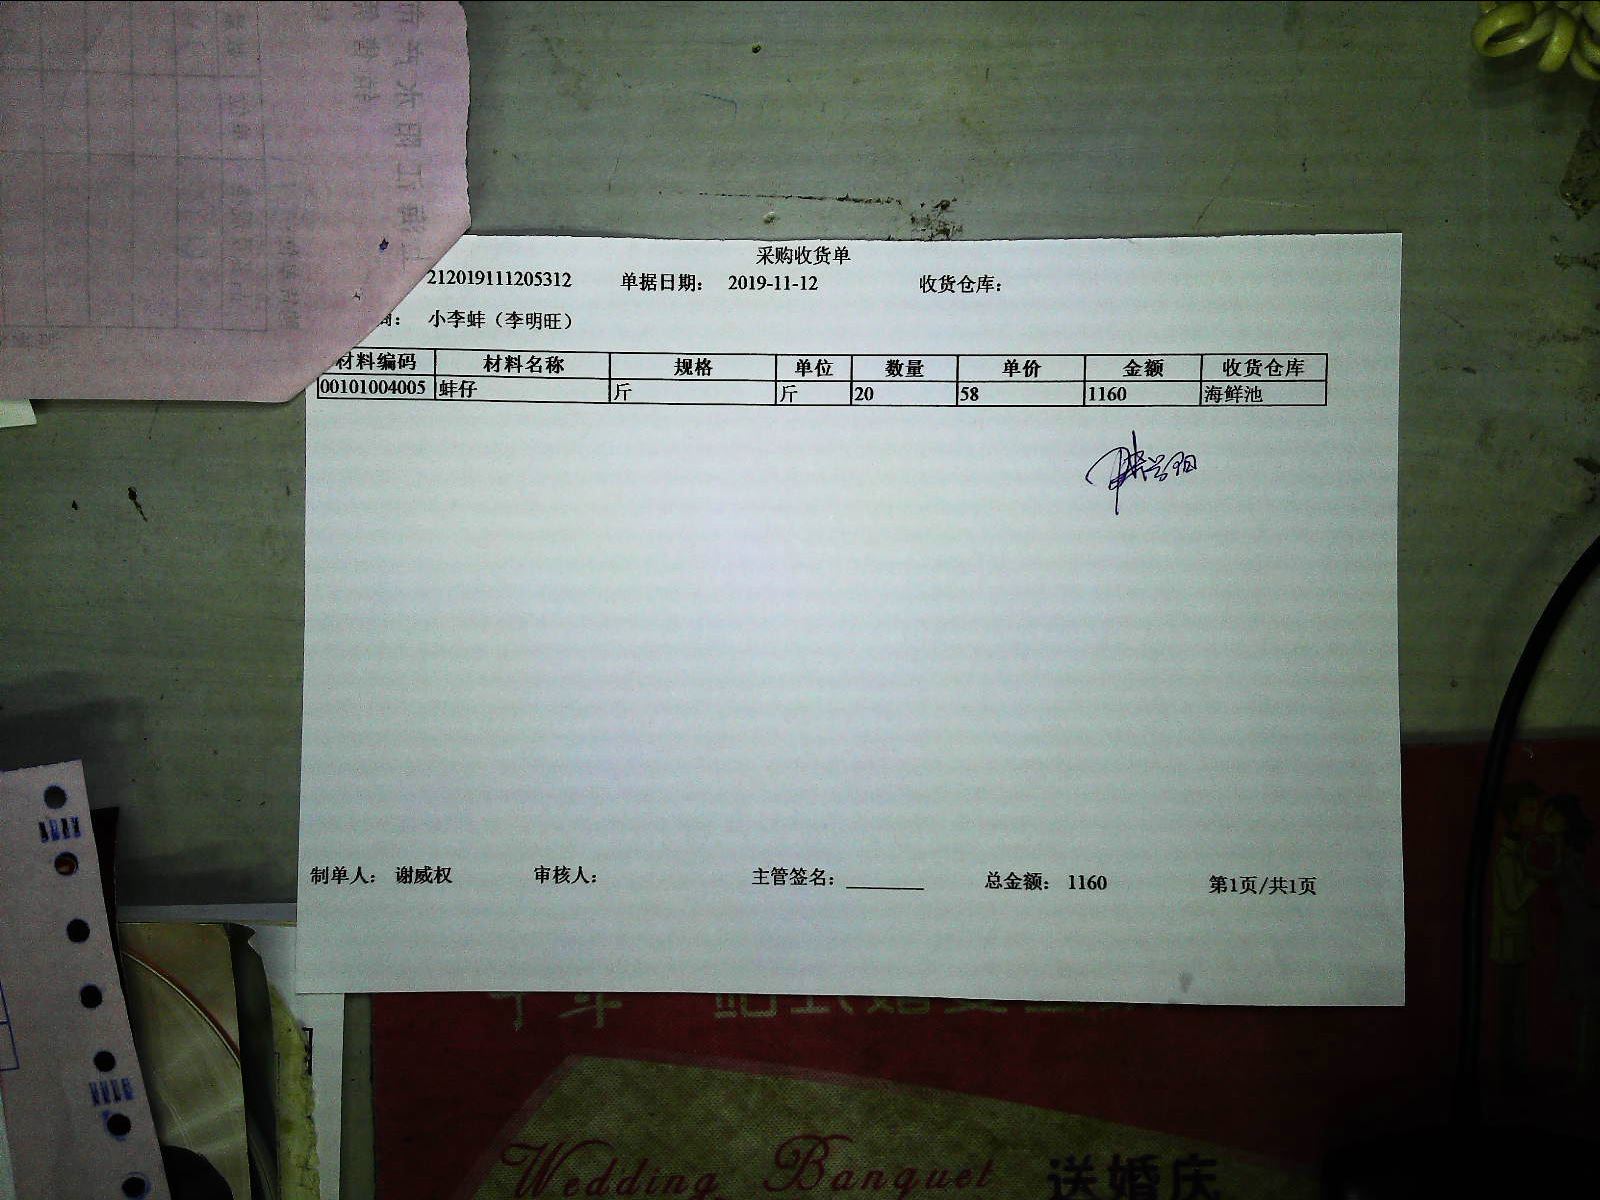 采购收货单
212019111205312 单据日期： 2019-11-12 收货仓库：
商： 小李蚌（李明旺）
材料编码 材料名称 规格 单位 数量 单价 金额 收货仓库
00101004005 蚌仔 斤 斤 20 58 1160 海鲜池
制单人： 谢威权 审核人： 主管签名：________ 总金额： 1160 第1页/共1页
Wedding Banquet 送婚庆